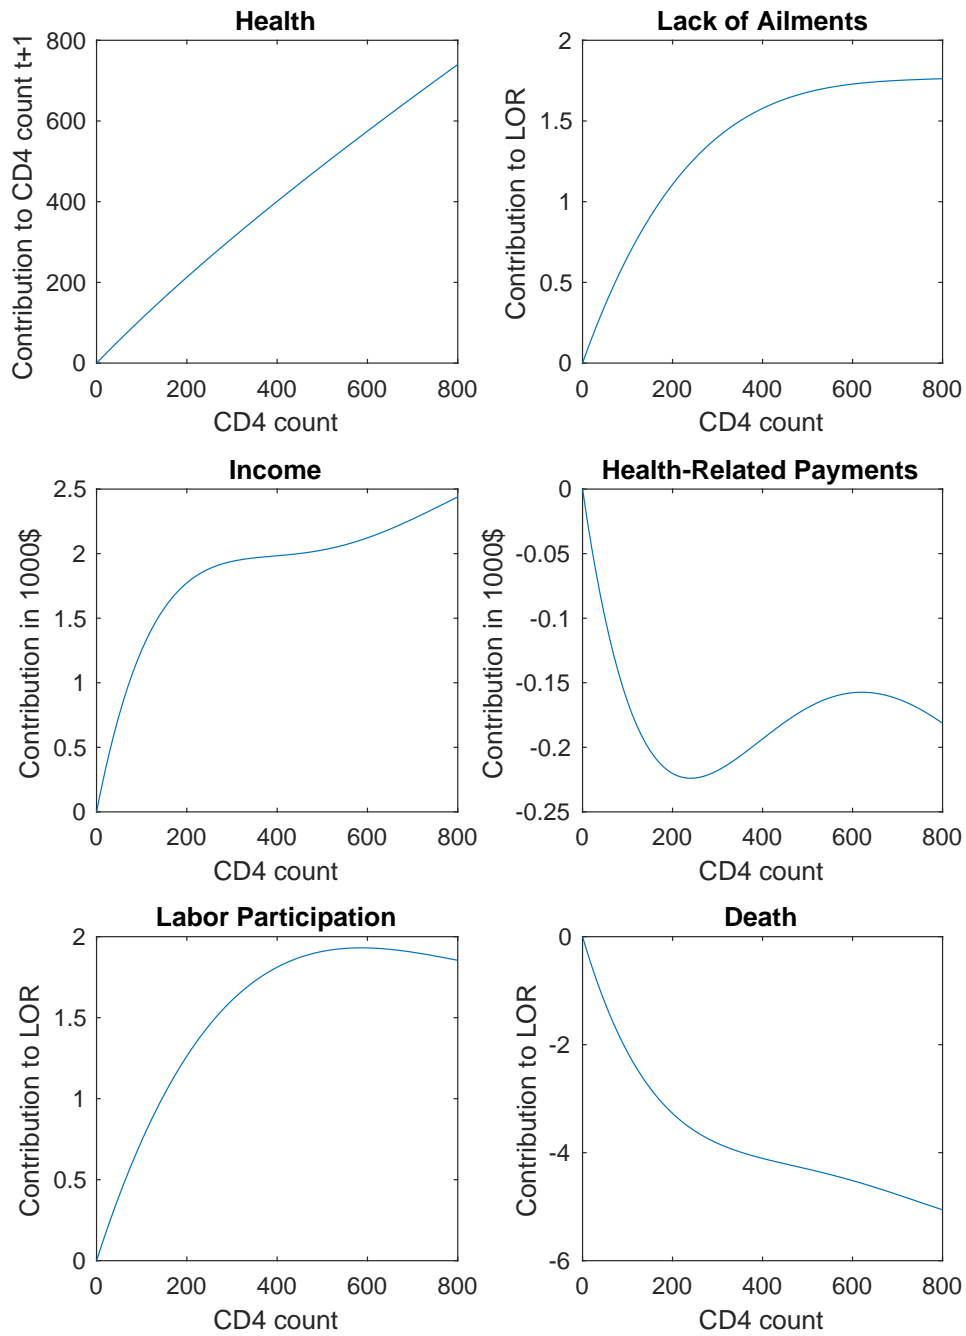 Health
Contribution to CD4 count t+1
800
600
400
200
0
0 200 400 600 800
CD4 count
Lack of Ailments
Contribution to LOR
2
1.5
1
0.5
0
0 200 400 600 800
CD4 count
Income
Contribution in 1000$
2.5
2
1.5
1
0.5
0
0 200 400 600 800
CD4 count
Health-Related Payments
Contribution in 1000$
0
-0.05
-0.1
-0.15
-0.2
-0.25
0 200 400 600 800
CD4 count
Labor Participation
Contribution to LOR
2
1.5
1
0.5
0
0 200 400 600 800
CD4 count
Death
Contribution to LOR
0
-2
-4
-6
0 200 400 600 800
CD4 count